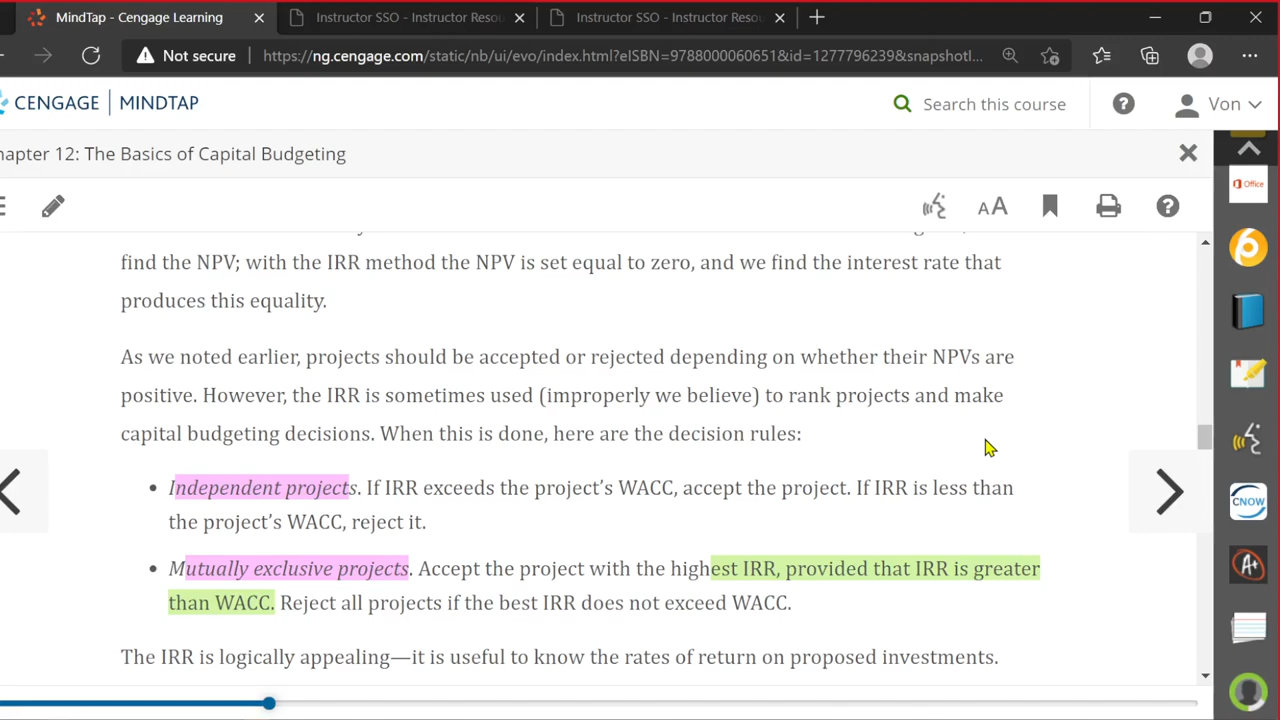 MindTap - Cengage Learning
Instructor SSO - Instructor Resou
Instructor SSO - Instructor Resou
Not secure
https://ng.cengage.com/static/nb/ui/evo/index.html?eISBN=9788000060651&id=1277796239&snapshotI...
CENGAGE | MINDTAP
Search this course
Von
hapter 12: The Basics of Capital Budgeting
AA
Office
find the NPV; with the IRR method the NPV is set equal to zero, and we find the interest rate that
produces this equality.
As we noted earlier, projects should be accepted or rejected depending on whether their NPVs are
positive. However, the IRR is sometimes used (improperly we believe) to rank projects and make
capital budgeting decisions. When this is done, here are the decision rules:
• Independent projects. If IRR exceeds the project’s WACC, accept the project. If IRR is less than
the project’s WACC, reject it.
• Mutually exclusive projects. Accept the project with the highest IRR, provided that IRR is greater
than WACC. Reject all projects if the best IRR does not exceed WACC.
The IRR is logically appealing—it is useful to know the rates of return on proposed investments.
CNOW
A+